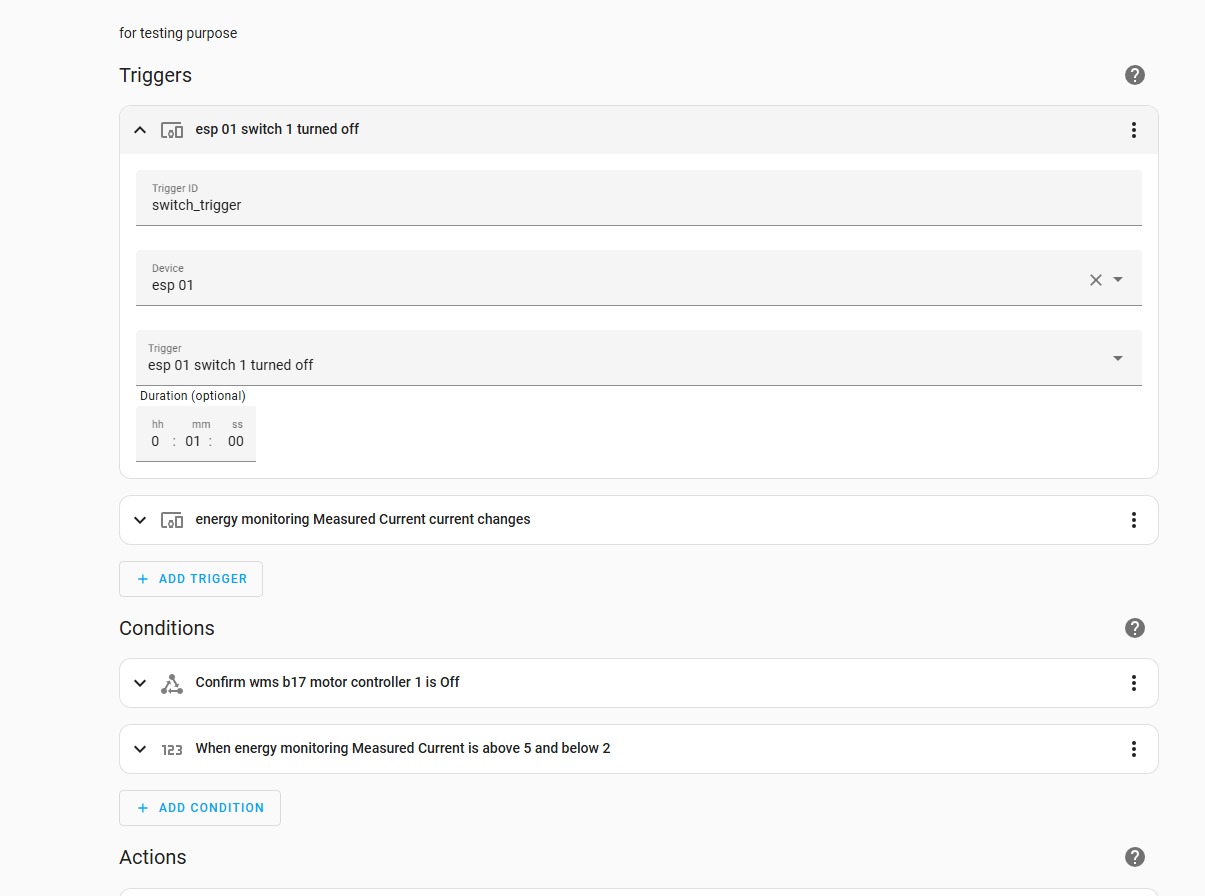 for testing purpose
Triggers
esp 01 switch 1 turned off
Trigger ID
switch_trigger
Device
esp 01
Trigger
esp 01 switch 1 turned off
Duration (optional)
hh mm ss
0 : 01 : 00
energy monitoring Measured Current current changes
+ ADD TRIGGER
Conditions
Confirm wms b17 motor controller 1 is Off
123 When energy monitoring Measured Current is above 5 and below 2
+ ADD CONDITION
Actions